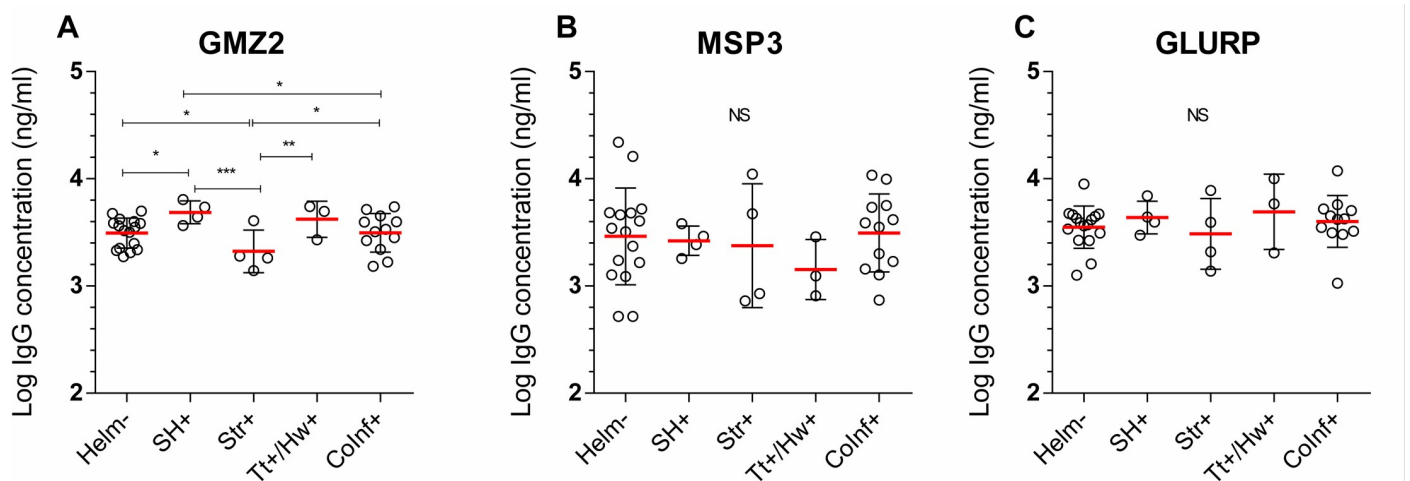 A
GMZ2
Log IgG concentration (ng/ml)
5
4
3
2
*
*
*
*
**
***
Helm-
SH+
Str+
Tt+/Hw+
CoInf+
B
MSP3
Log IgG concentration (ng/ml)
5
4
3
2
NS
Helm-
SH+
Str+
Tt+/Hw+
CoInf+
C
GLURP
Log IgG concentration (ng/ml)
5
4
3
2
NS
Helm-
SH+
Str+
Tt+/Hw+
CoInf+